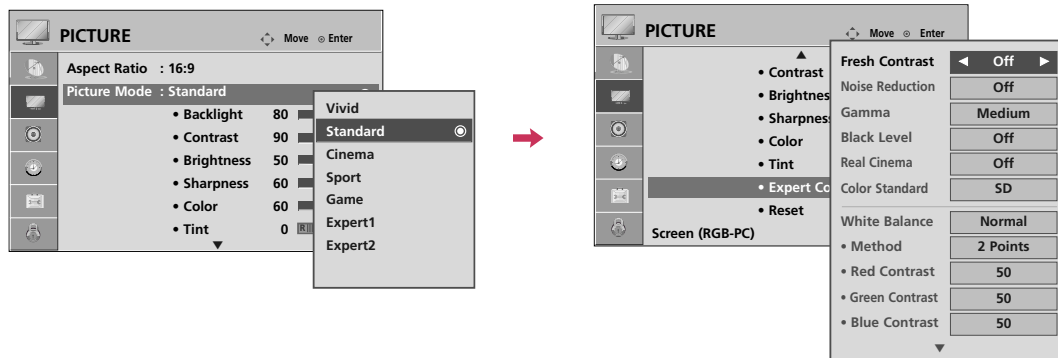 PICTURE
Move Enter
Aspect Ratio : 16:9
Picture Mode : Standard
• Backlight 80
• Contrast 90
• Brightness 50
• Sharpness 60
• Color 60
• Tint 0 R
Vivid
Standard
Cinema
Sport
Game
Expert1
Expert2
PICTURE
Move Enter
• Contrast
• Brightnes
• Sharpness
• Color
• Tint
• Expert Co
• Reset
Screen (RGB-PC)
Fresh Contrast Off
Noise Reduction Off
Gamma Medium
Black Level Off
Real Cinema Off
Color Standard SD
White Balance Normal
• Method 2 Points
• Red Contrast 50
• Green Contrast 50
• Blue Contrast 50